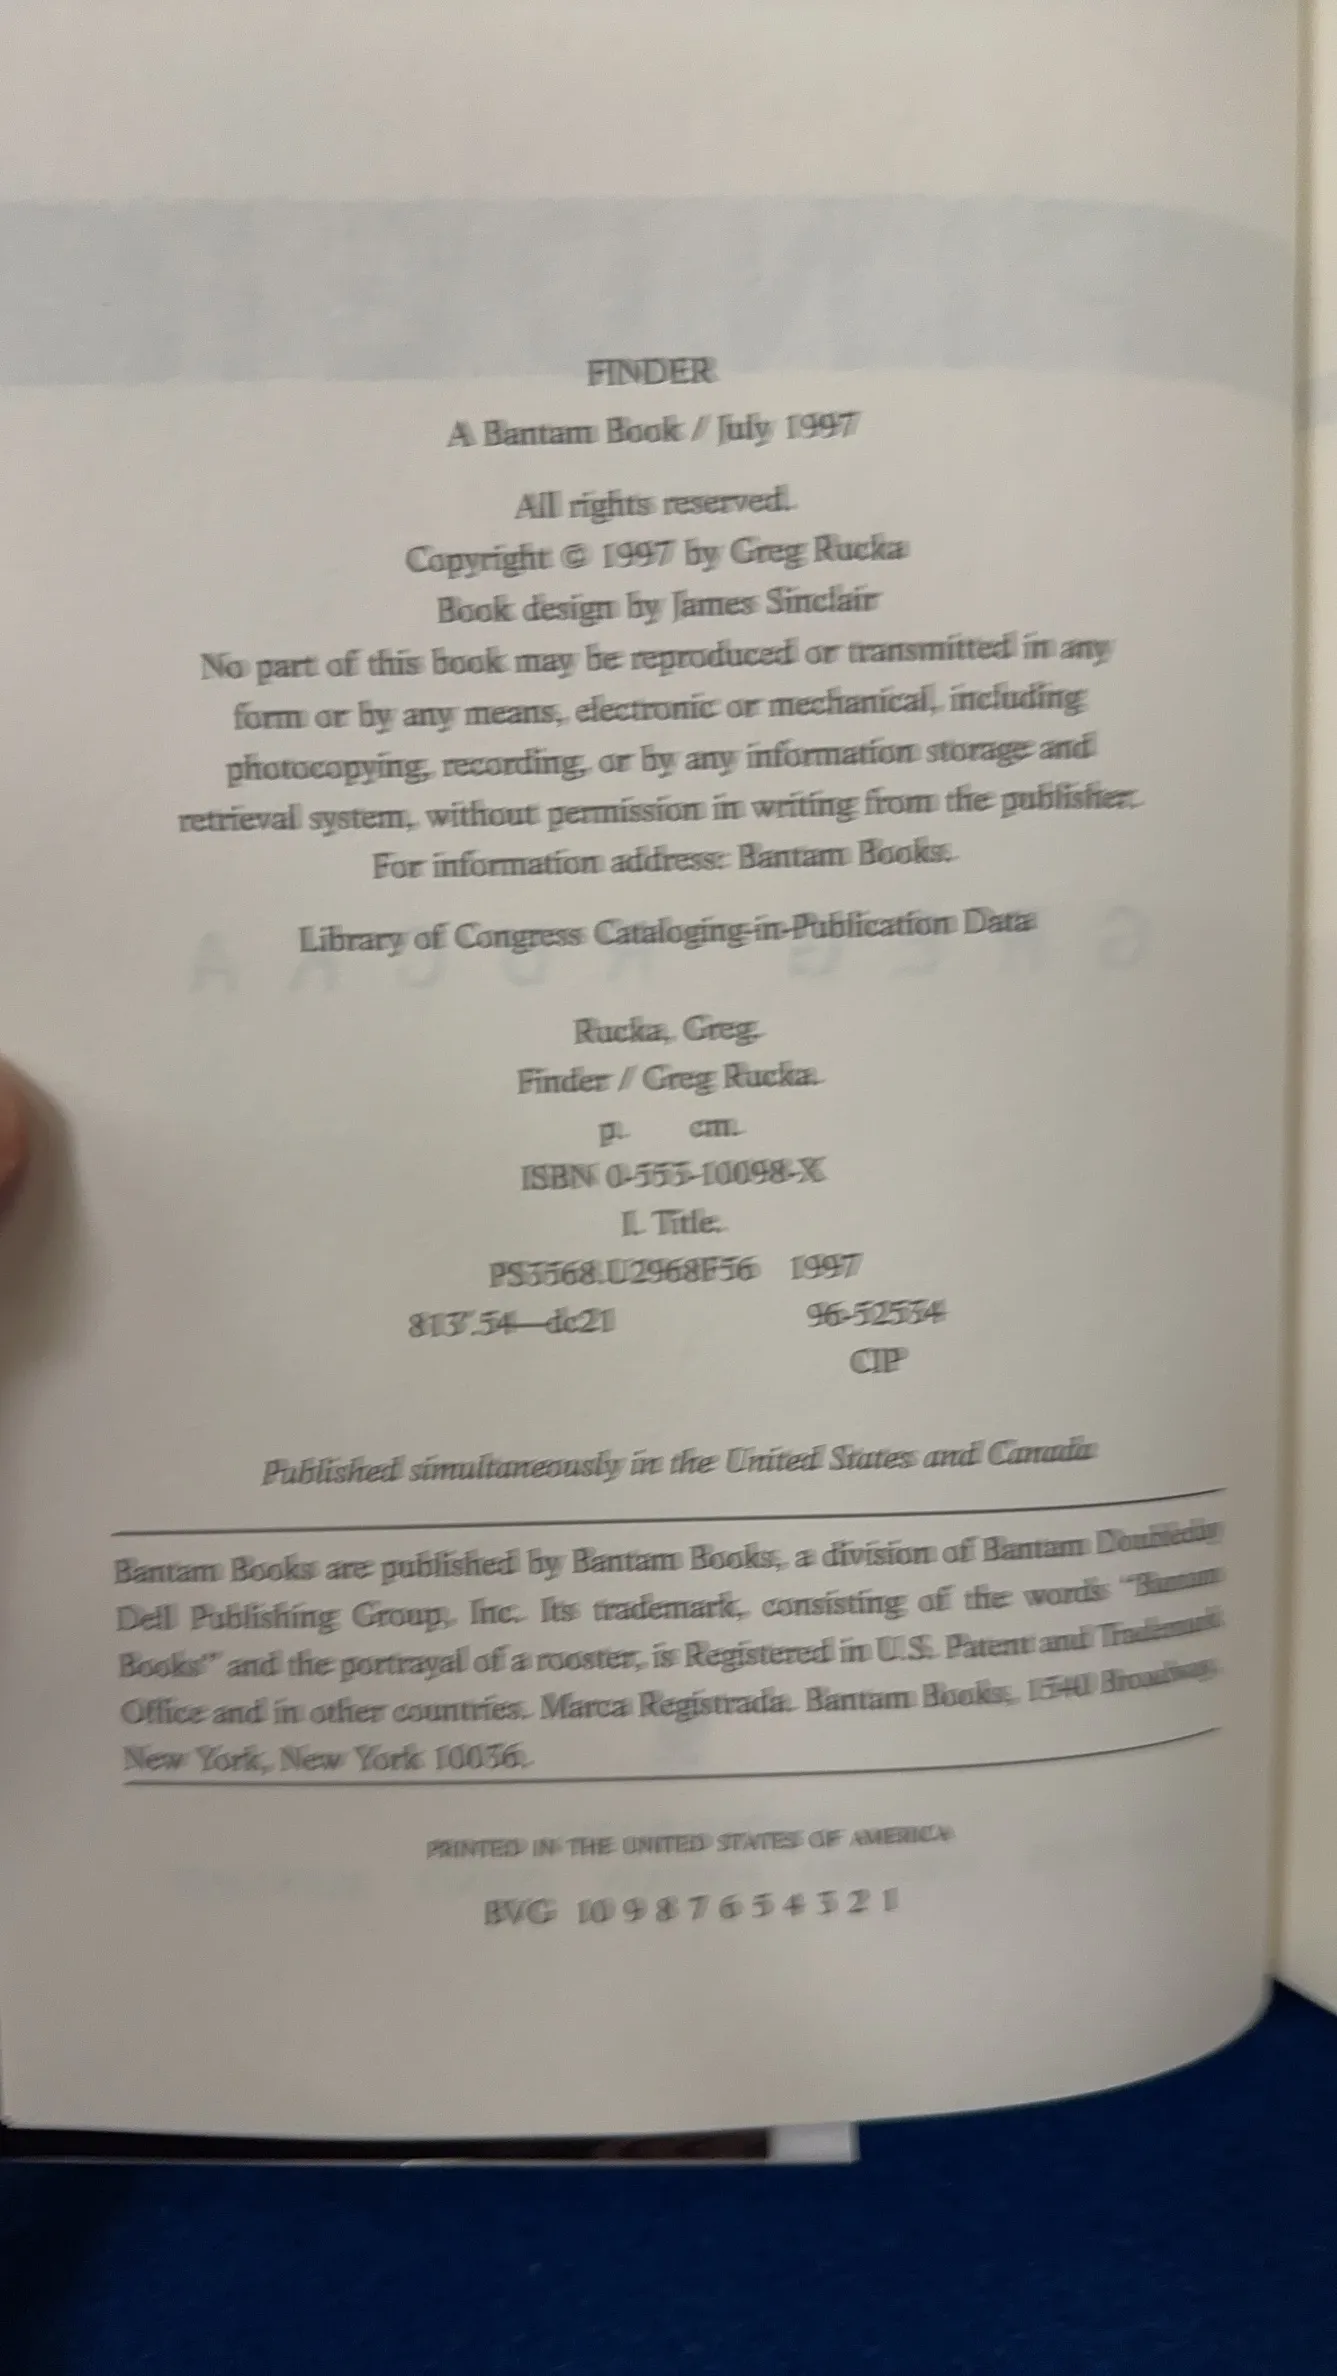 FINDER
A Bantam Book / July 1997
All rights reserved.
Copyright © 1997 by Greg Rucka
Book design by James Sinclair
No part of this book may be reproduced or transmitted in any
form or by any means, electronic or mechanical, including
photocopying, recording, or by any information storage and
retrieval system, without permission in writing from the publisher.
For information address: Bantam Books.
Library of Congress Cataloging-in-Publication Data
Rucka, Greg.
Finder / Greg Rucka.
p. cm.
ISBN 0-553-10098-X
I. Title.
PS3568.U2968F56 1997
813'.54—dc21 96-52534
CIP
Published simultaneously in the United States and Canada
Bantam Books are published by Bantam Books, a division of Bantam Doubleday
Dell Publishing Group, Inc. Its trademark, consisting of the words "Bantam
Books" and the portrayal of a rooster, is Registered in U.S. Patent and Trademark
Office and in other countries. Marca Registrada. Bantam Books, 1540 Broadway,
New York, New York 10036.
PRINTED IN THE UNITED STATES OF AMERICA
BVG 10 9 8 7 6 5 4 3 2 1